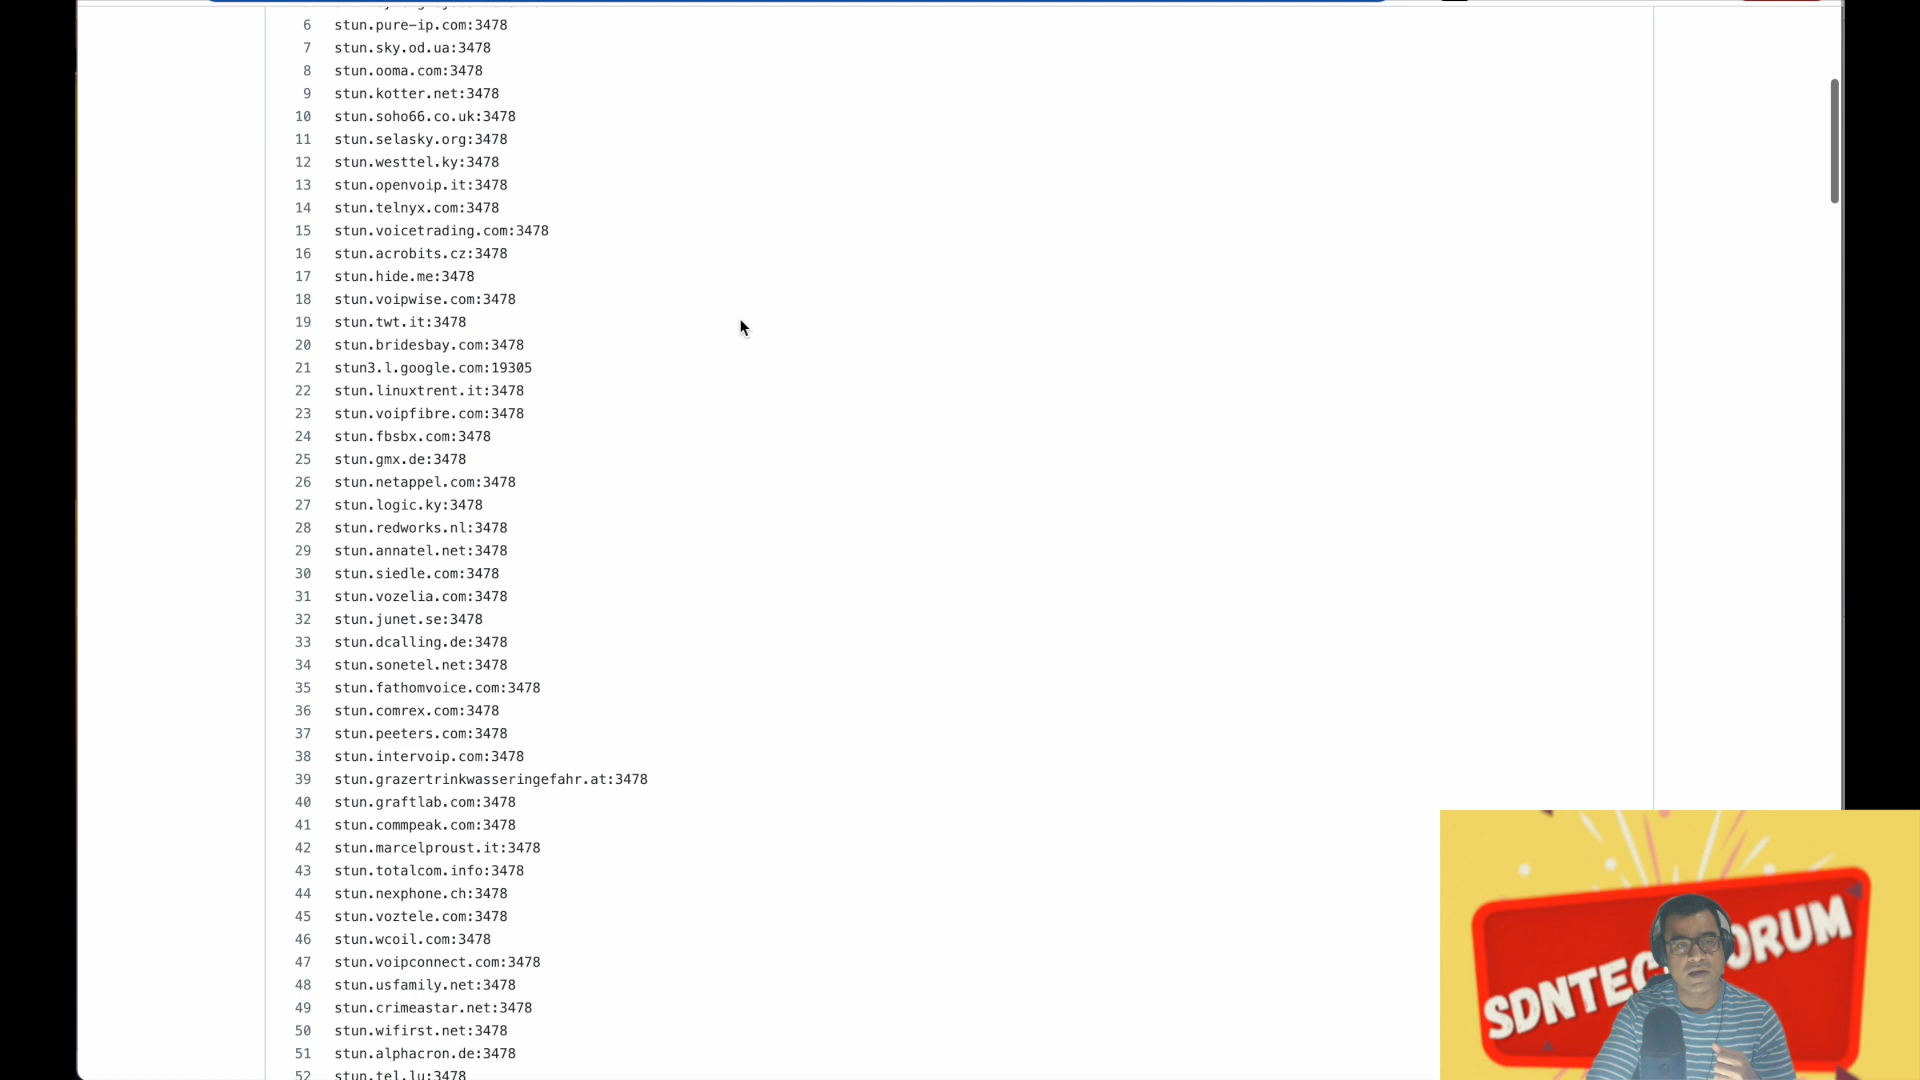 6 stun.pure-ip.com:3478
7 stun.sky.od.ua:3478
8 stun.ooma.com:3478
9 stun.kotter.net:3478
10 stun.soho66.co.uk:3478
11 stun.selasky.org:3478
12 stun.westtel.ky:3478
13 stun.openvoip.it:3478
14 stun.telnyx.com:3478
15 stun.voicetrading.com:3478
16 stun.acrobits.cz:3478
17 stun.hide.me:3478
18 stun.voipwise.com:3478
19 stun.twt.it:3478
20 stun.bridesbay.com:3478
21 stun3.l.google.com:19305
22 stun.linuxtrent.it:3478
23 stun.voipfibre.com:3478
24 stun.fbsbx.com:3478
25 stun.gmx.de:3478
26 stun.netappel.com:3478
27 stun.logic.ky:3478
28 stun.redworks.nl:3478
29 stun.annatel.net:3478
30 stun.siedle.com:3478
31 stun.vozelia.com:3478
32 stun.junet.se:3478
33 stun.dcalling.de:3478
34 stun.sonetel.net:3478
35 stun.fathomvoice.com:3478
36 stun.comrex.com:3478
37 stun.peeters.com:3478
38 stun.intervoip.com:3478
39 stun.grazertrinkwasseringefahr.at:3478
40 stun.graftlab.com:3478
41 stun.commpeak.com:3478
42 stun.marcelproust.it:3478
43 stun.totalcom.info:3478
44 stun.nexphone.ch:3478
45 stun.voztele.com:3478
46 stun.wcoil.com:3478
47 stun.voipconnect.com:3478
48 stun.usfamily.net:3478
49 stun.crimeastar.net:3478
50 stun.wifirst.net:3478
51 stun.alphacron.de:3478
52 stun.tel.lu:3478